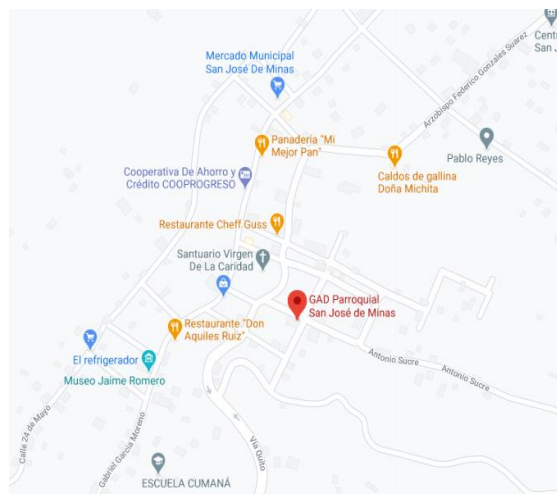 Centr
San J
Mercado Municipal
San José De Minas
Arzobispo Federico Gonzales Suarez
Panadería "Mi
Mejor Pan"
Pablo Reyes
Cooperativa De Ahorro y
Crédito COOPROGRESO
Caldos de gallina
Doña Michita
Restaurante Cheff Guss
Santuario Virgen
De La Caridad
GAD Parroquial
San José de Minas
Restaurante "Don
Aquiles Ruiz"
El refrigerador
Museo Jaime Romero
Antonio Sucre
Antonio Sucre
Calle 24 de Mayo
Gabriel García Moreno
Vía Quito
ESCUELA CUMANÁ